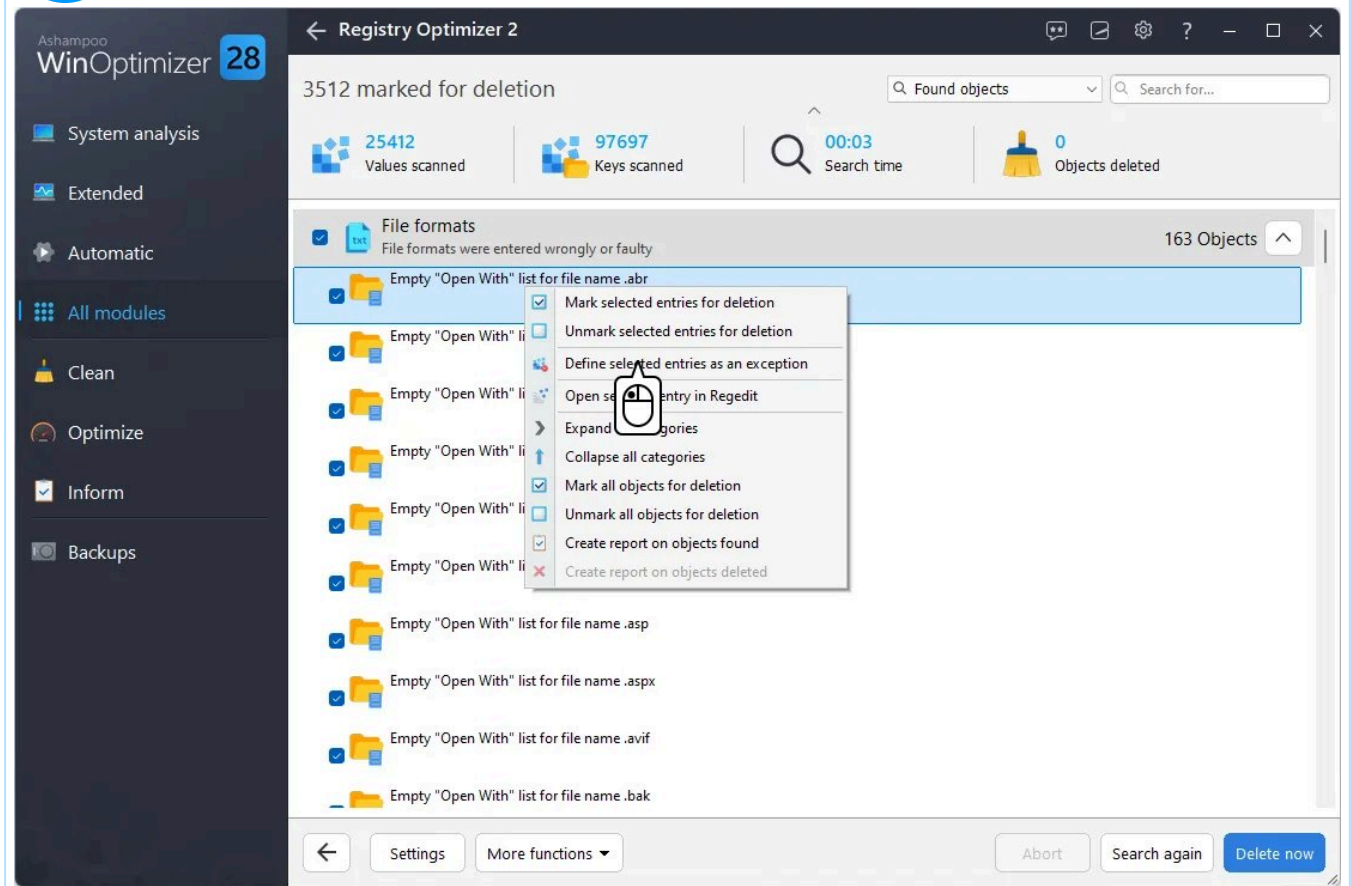 Ashampoo
WinOptimizer 28
System analysis
Extended
Automatic
All modules
Clean
Optimize
Inform
Backups
Registry Optimizer 2
?
3512 marked for deletion
Found objects
Search for...
25412
Values scanned
97697
Keys scanned
00:03
Search time
0
Objects deleted
txt
File formats
File formats were entered wrongly or faulty
163 Objects
Empty "Open With" list for file name .abr
Empty "Open With" li
Empty "Open With" li
Empty "Open With" li
Empty "Open With" li
Empty "Open With" li
Empty "Open With" list for file name .asp
Empty "Open With" list for file name .aspx
Empty "Open With" list for file name .avif
Empty "Open With" list for file name .bak
Mark selected entries for deletion
Unmark selected entries for deletion
Define selected entries as an exception
Open se entry in Regedit
Expand gories
Collapse all categories
Mark all objects for deletion
Unmark all objects for deletion
Create report on objects found
Create report on objects deleted
Settings
More functions
Abort
Search again
Delete now